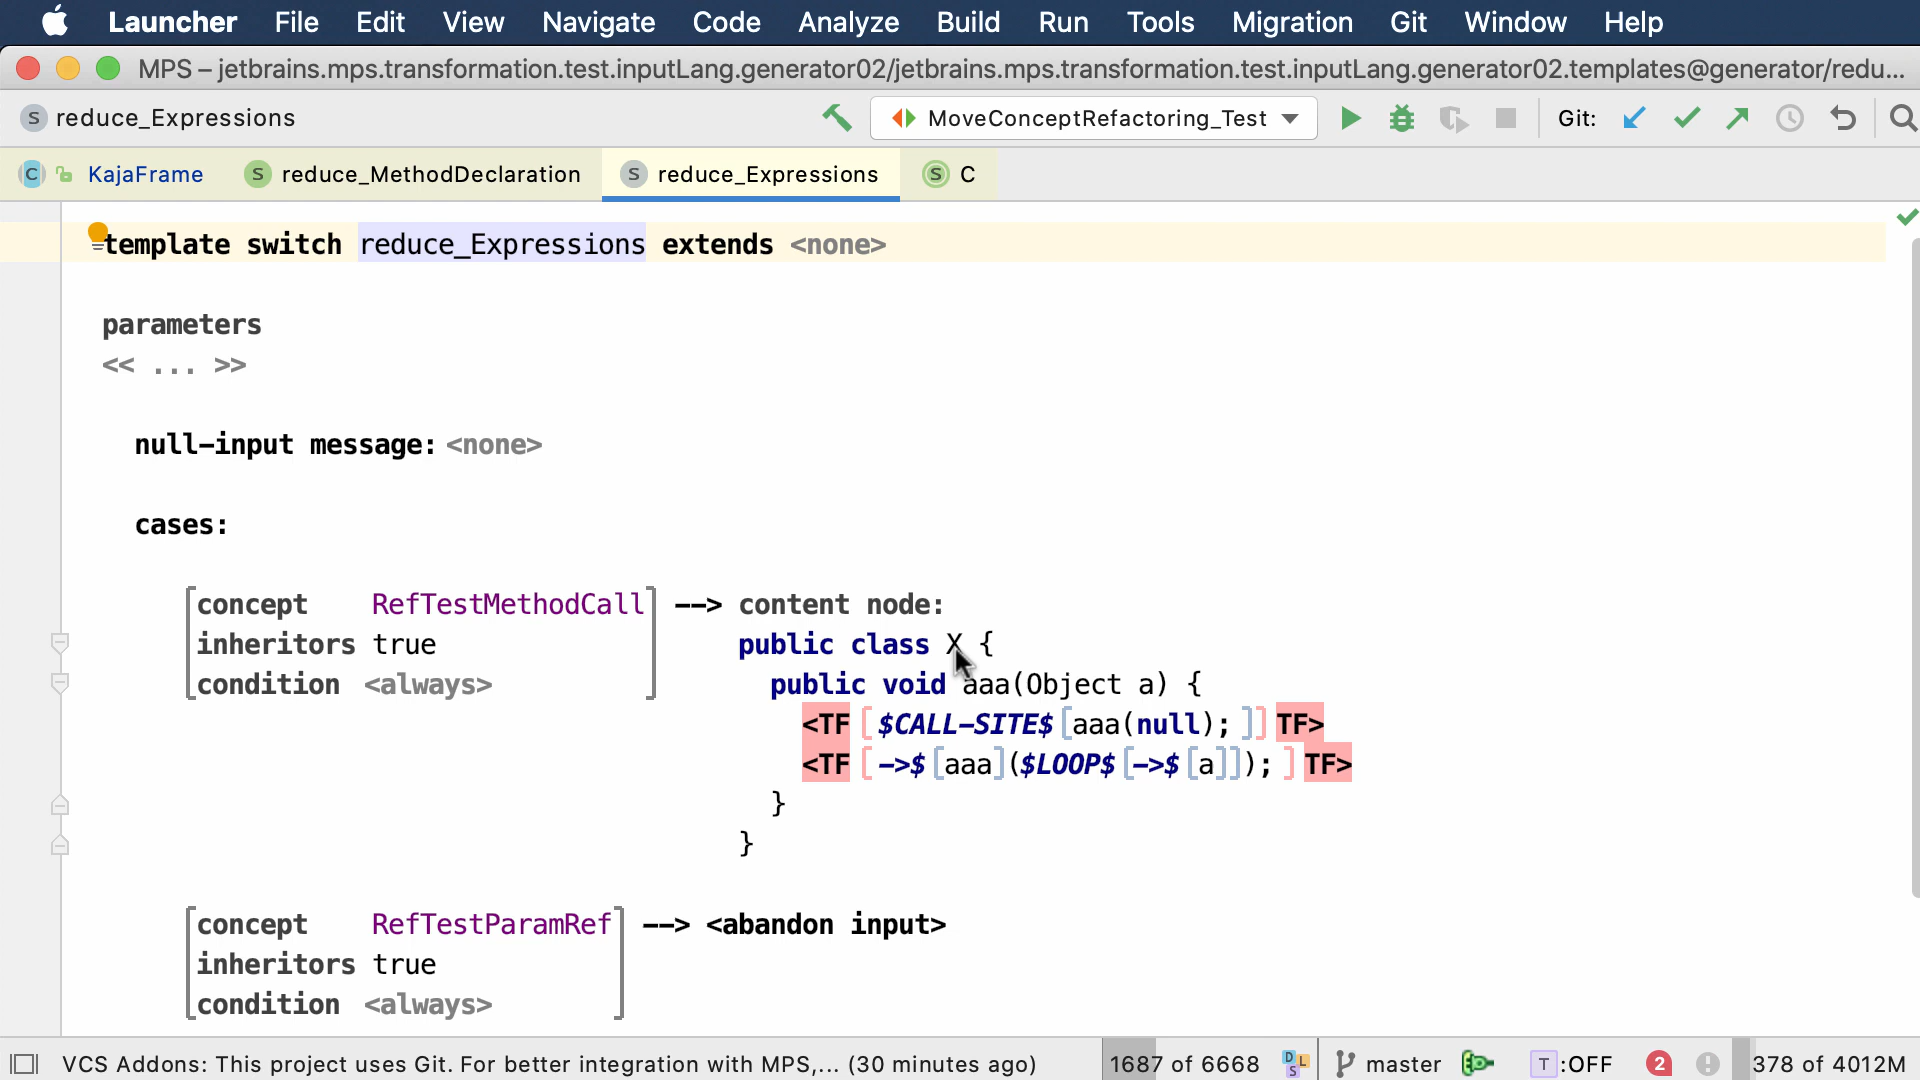 Launcher File Edit View Navigate Code Analyze Build Run Tools Migration Git Window Help
MPS – jetbrains.mps.transformation.test.inputLang.generator02/jetbrains.mps.transformation.test.inputLang.generator02.templates@generator/redu...
S reduce_Expressions MoveConceptRefactoring_Test Git:
C KajaFrame S reduce_MethodDeclaration S reduce_Expressions S C
template switch reduce_Expressions extends <none>
parameters
<< ... >>
null-input message: <none>
cases:
[concept RefTestMethodCall] --> content node:
inheritors true public class X {
condition <always> public void aaa(Object a) {
<TF [ $CALL-SITE$ [aaa(null); ]] TF>
<TF [ ->$ [aaa]($LOOP$ [->$ [a]]); ] TF>
}
}
[concept RefTestParamRef] --> <abandon input>
inheritors true
condition <always>
VCS Addons: This project uses Git. For better integration with MPS,... (30 minutes ago) 1687 of 6668 DLS master T :OFF 2 378 of 4012M